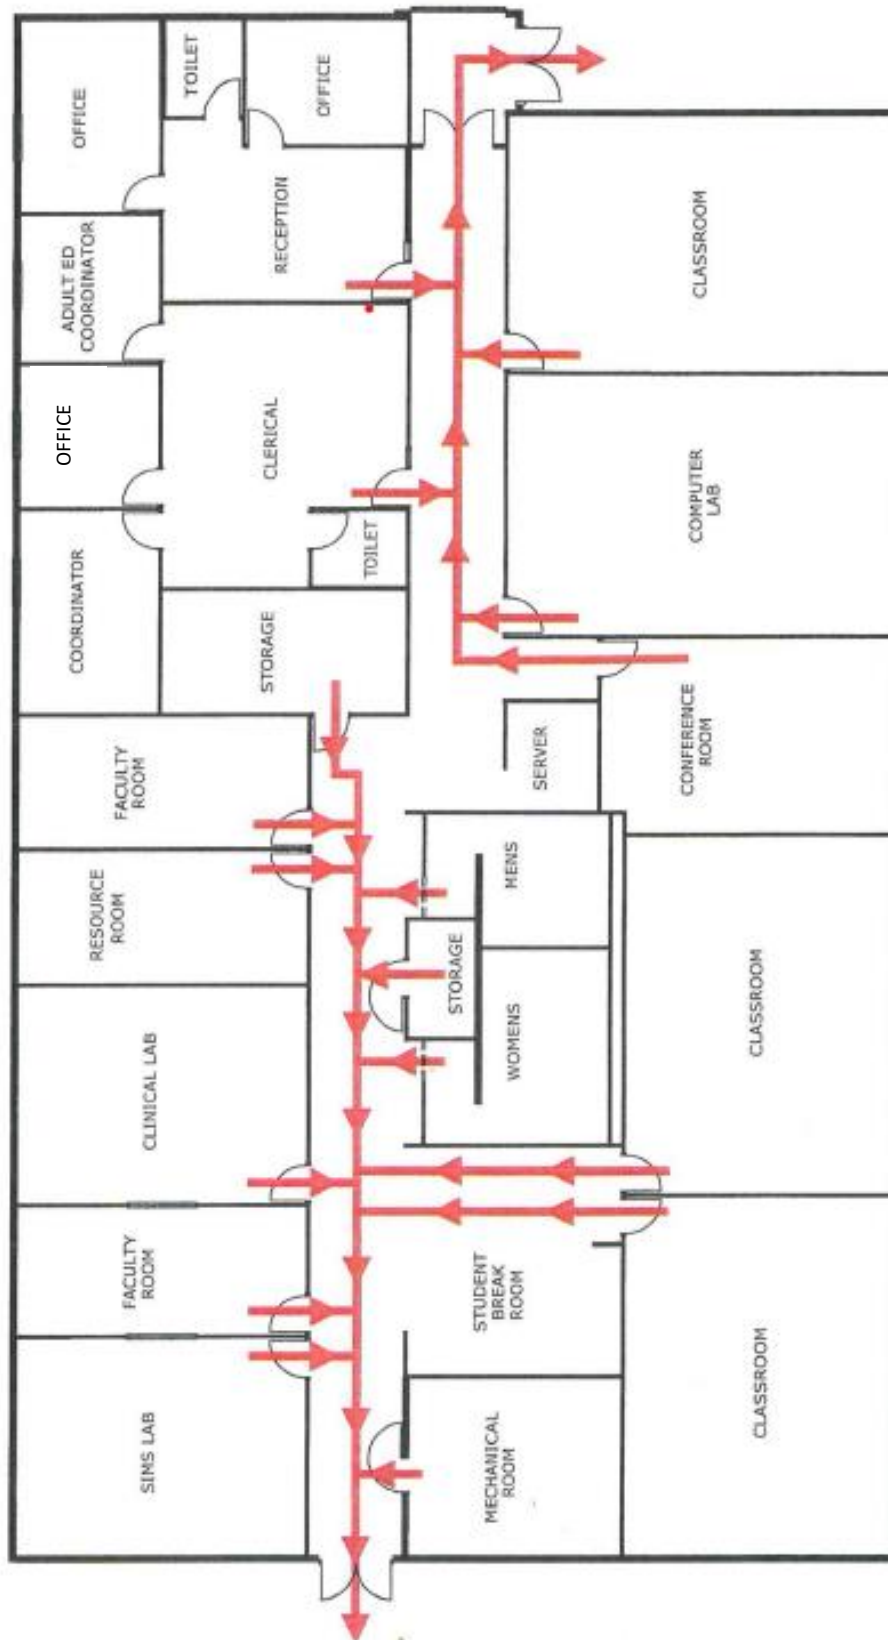 OFFICE
TOILET
OFFICE
ADULT ED
COORDINATOR
RECEPTION
CLASSROOM
OFFICE
CLERICAL
COMPUTER
LAB
COORDINATOR
STORAGE
TOILET
FACULTY
ROOM
SERVER
CONFERENCE
ROOM
RESOURCE
ROOM
MENS
STORAGE
WOMENS
CLASSROOM
CLINICAL LAB
FACULTY
ROOM
STUDENT
BREAK
ROOM
SIMS LAB
MECHANICAL
ROOM
CLASSROOM